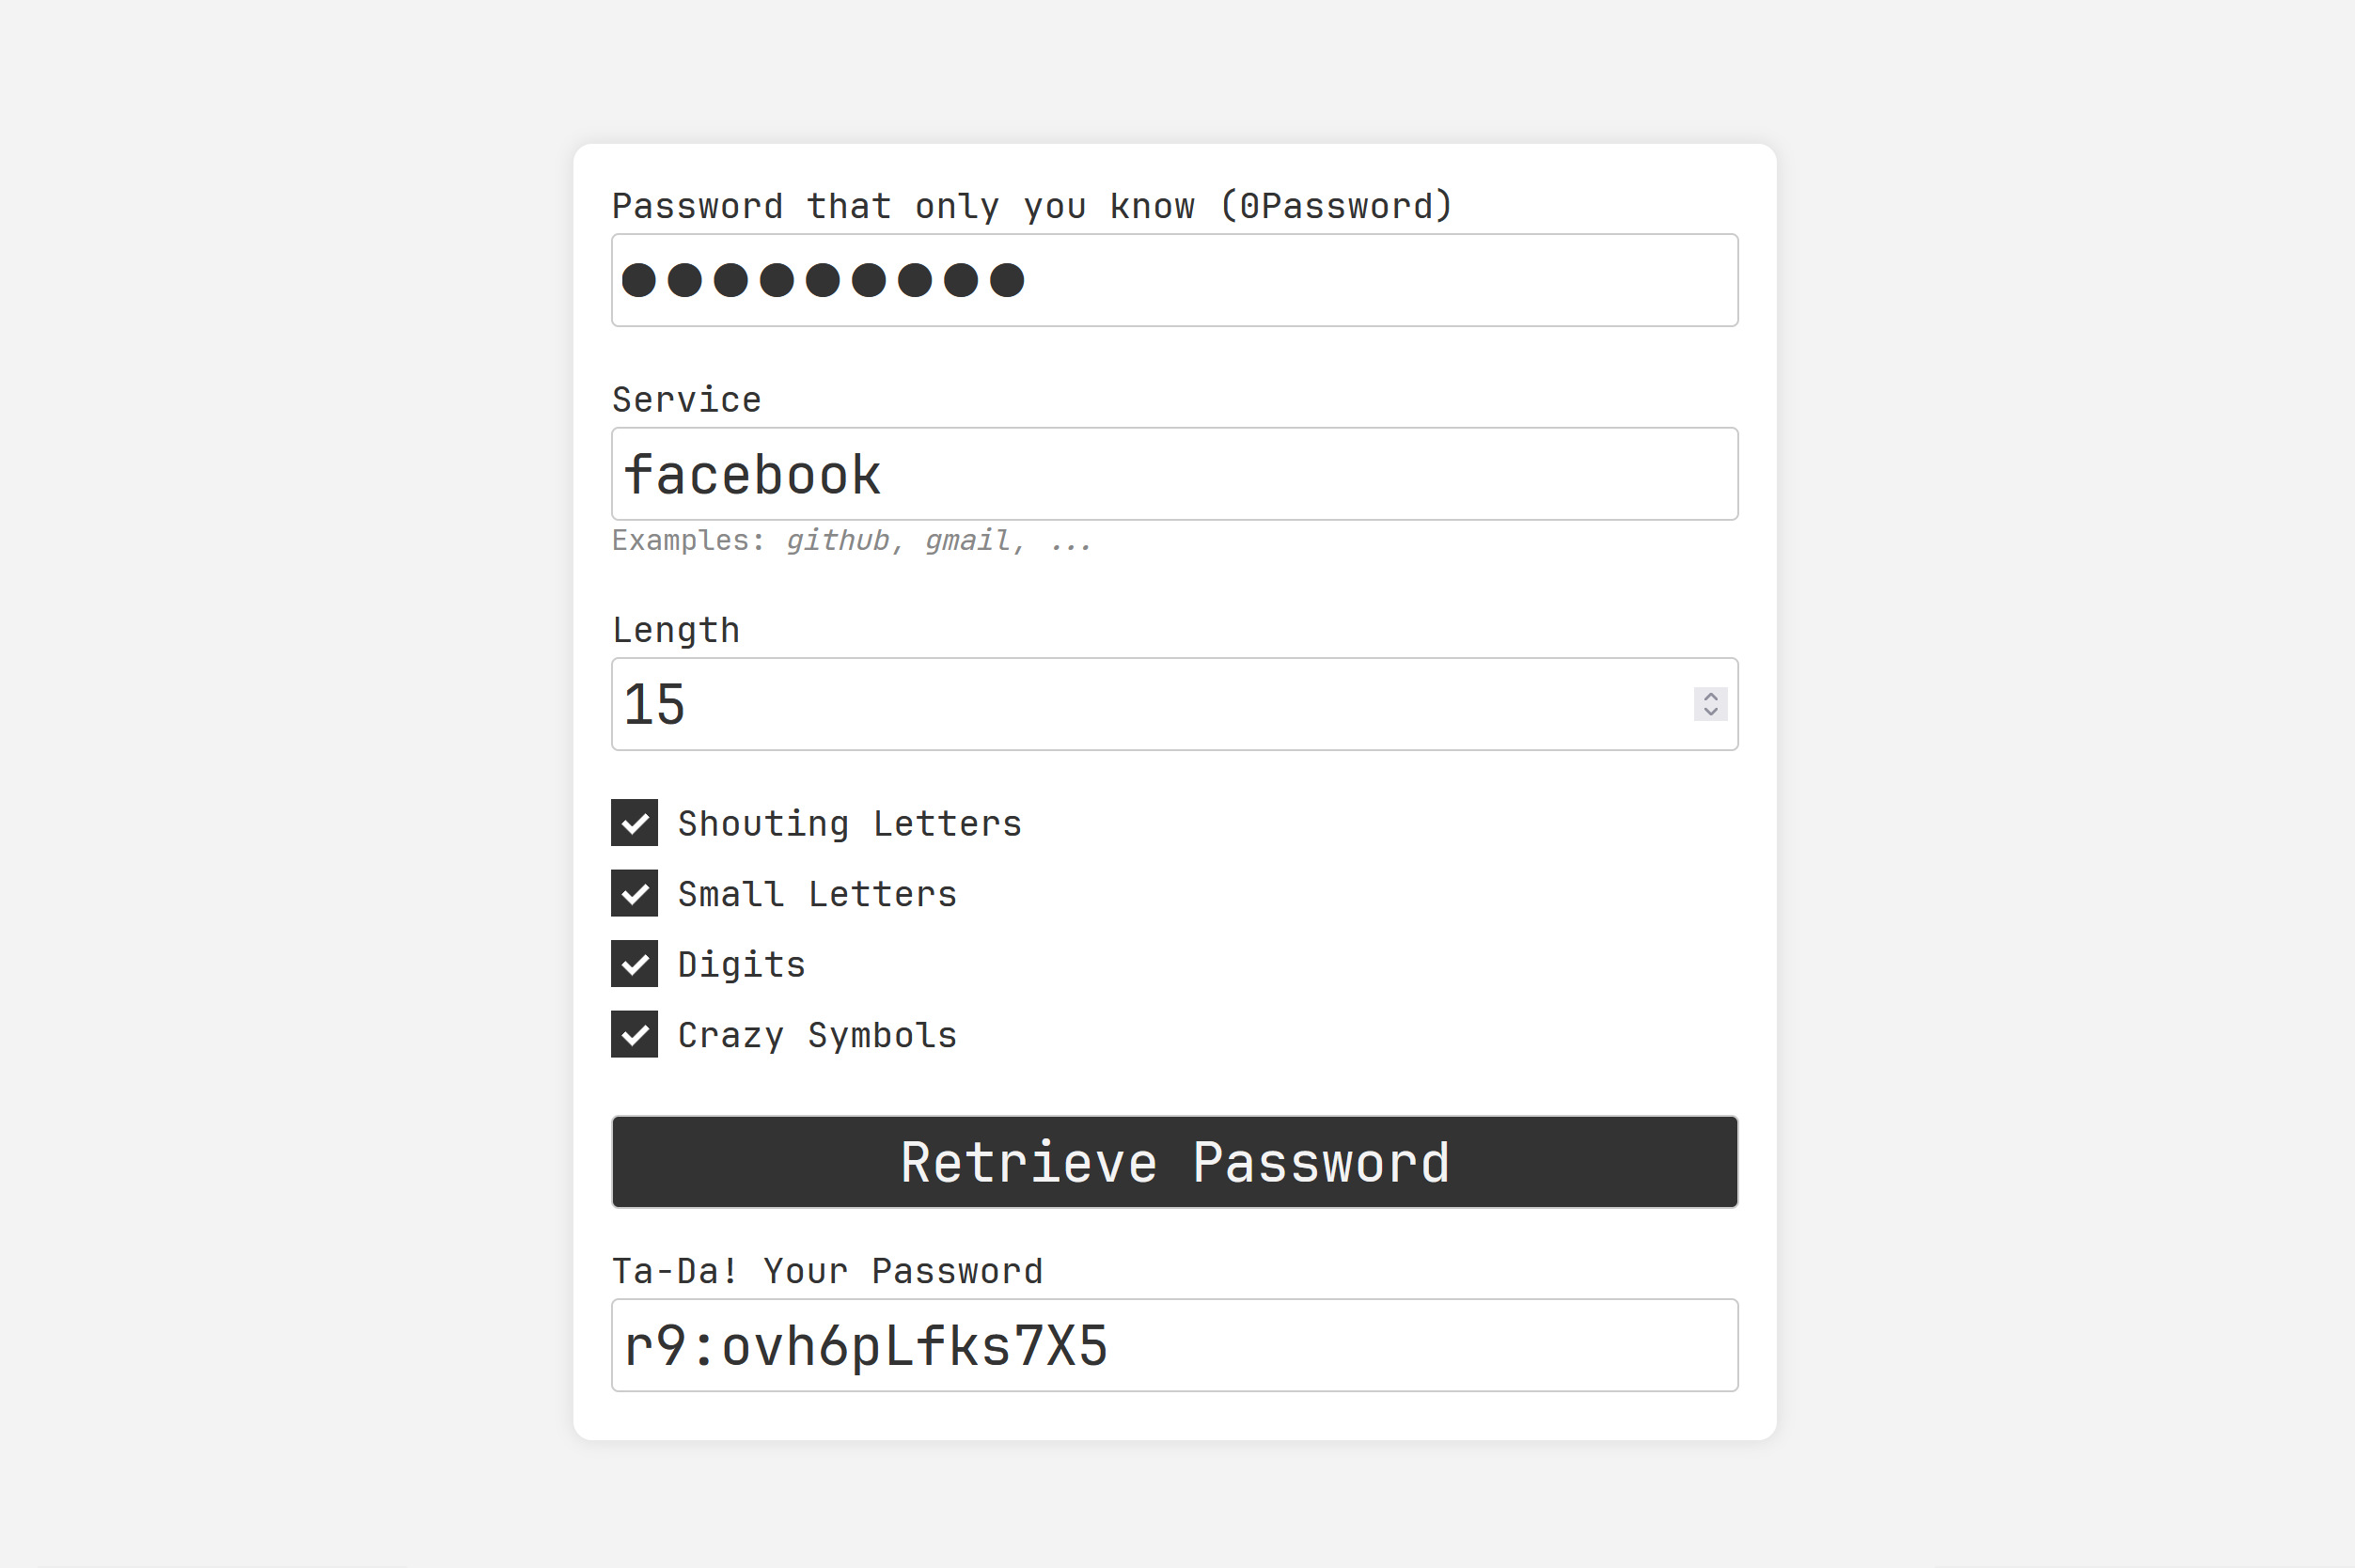 Password that only you know (0Password)
●●●●●●●●●
Service
facebook
Examples: github, gmail, ...
Length
15
Shouting Letters
Small Letters
Digits
Crazy Symbols
Retrieve Password
Ta-Da! Your Password
r9:ovh6pLfks7X5